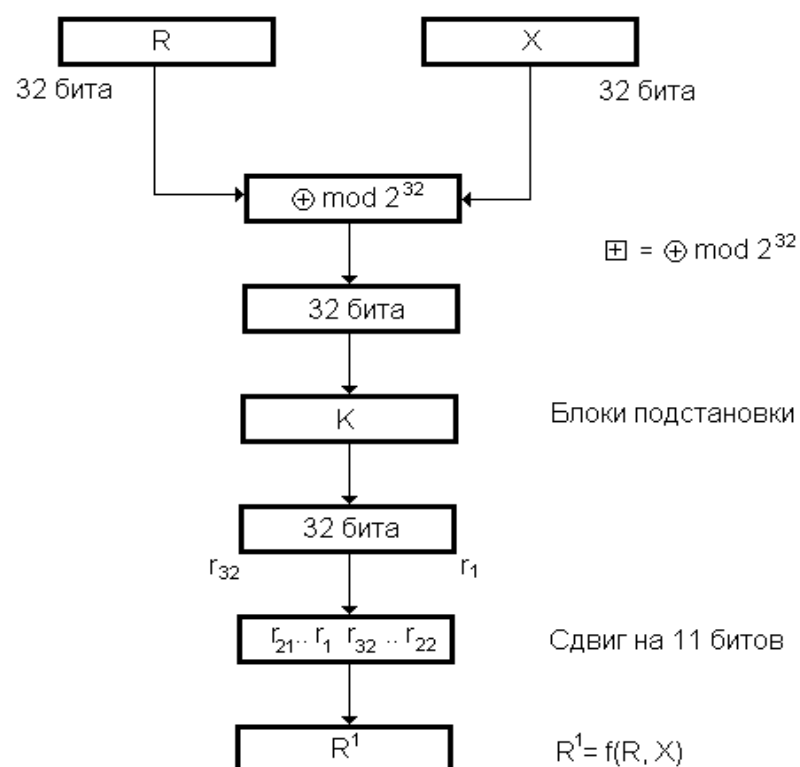 R
X
32 бита
32 бита
⊕ mod 2³²
⊞ = ⊕ mod 2³²
32 бита
K
Блоки подстановки
32 бита
r₃₂
r₁
r₂₁.. r₁ r₃₂ .. r₂₂
Сдвиг на 11 битов
R¹
R¹= f(R, X)